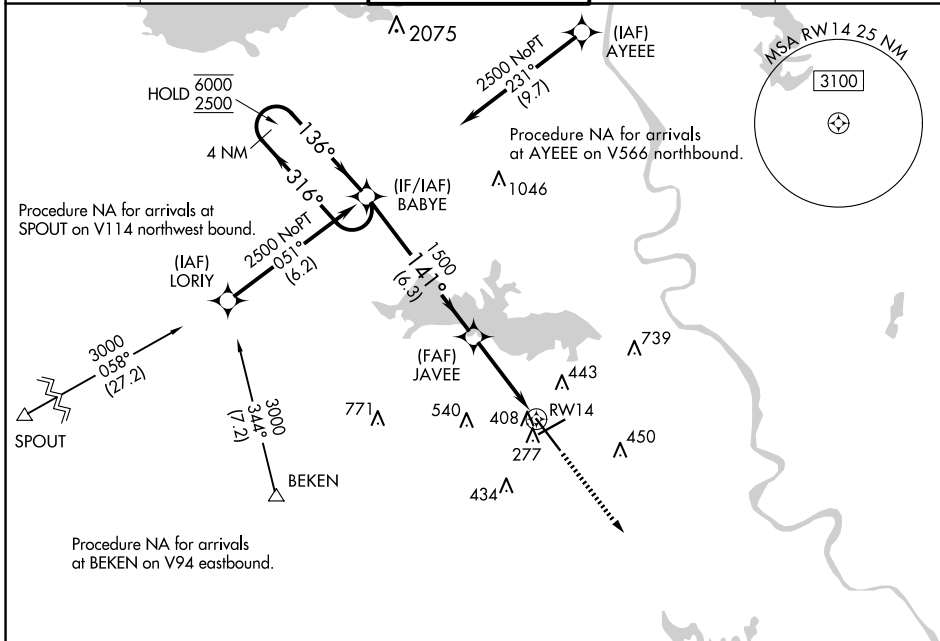 2075
(IAF)
AYEEE
2500 NoPT
231°
(9.7)
MSA RW14 25 NM
3100
HOLD 6000
2500
4 NM
136°
316°
Procedure NA for arrivals
at AYEEE on V566 northbound.
1046
(IF/IAF)
BABYE
Procedure NA for arrivals at
SPOUT on V114 northwest bound.
2500 NoPT
051°
(6.2)
(IAF)
LORIY
1500
141°
(6.3)
3000
058°
(27.2)
SPOUT
3000
344°
(7.2)
BEKEN
(FAF)
JAVEE
739
443
771
540
408
RW14
277
450
434
Procedure NA for arrivals
at BEKEN on V94 eastbound.